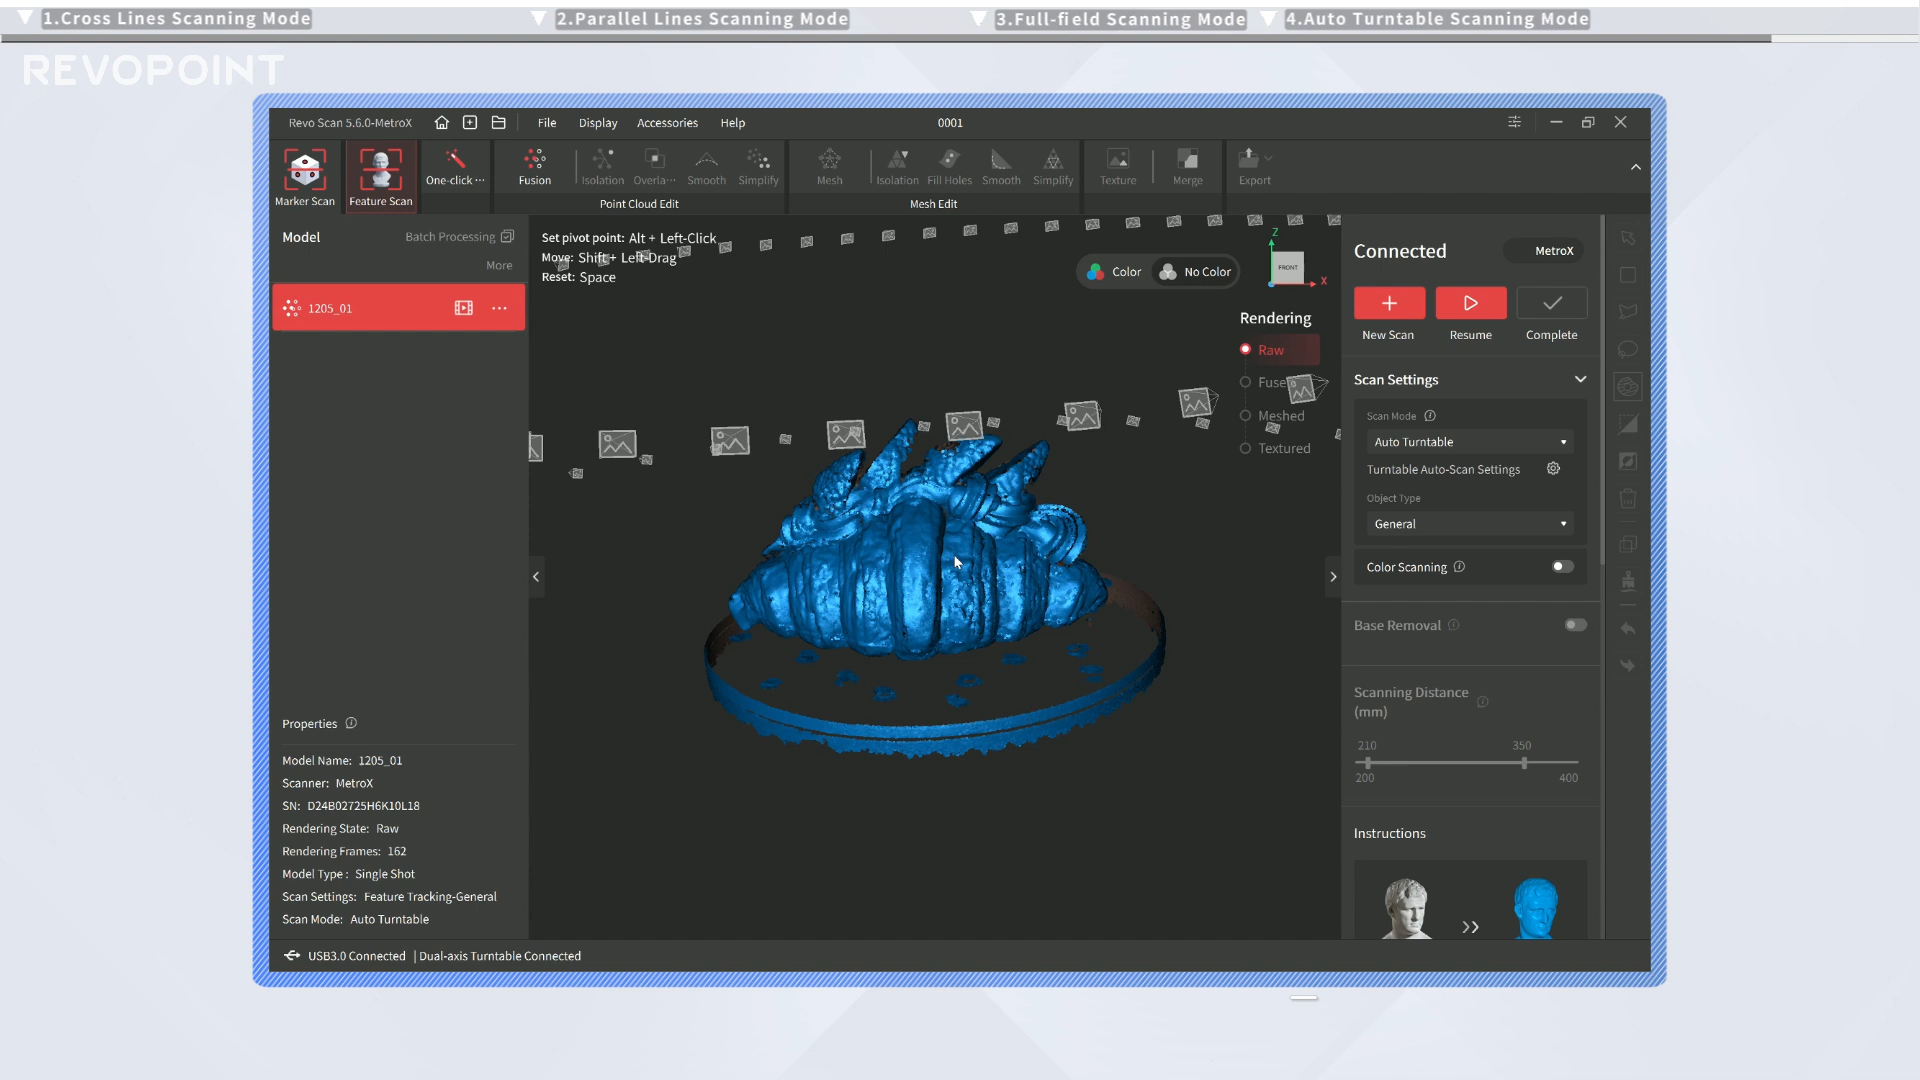 1.Cross Lines Scanning Mode
2.Parallel Lines Scanning Mode
3.Full-field Scanning Mode
4.Auto Turntable Scanning Mode
REVOPOINT
Revo Scan 5.6.0-MetroX
File
Display
Accessories
Help
0001
Marker Scan
Feature Scan
One-click ···
Fusion
Isolation
Overla···
Smooth
Simplify
Point Cloud Edit
Mesh
Isolation
Fill Holes
Smooth
Simplify
Mesh Edit
Texture
Merge
Export
Model
Batch Processing
More
1205_01
Properties
Model Name: 1205_01
Scanner: MetroX
SN: D24B02725H6K10L18
Rendering State: Raw
Rendering Frames: 162
Model Type: Single Shot
Scan Settings: Feature Tracking-General
Scan Mode: Auto Turntable
Set pivot point: Alt + Left-Click
Move: Shift + Left-Drag
Reset: Space
Color
No Color
Z
FRONT
X
Rendering
Raw
Fuse
Meshed
Textured
Connected
MetroX
New Scan
Resume
Complete
Scan Settings
Scan Mode
Auto Turntable
Turntable Auto-Scan Settings
Object Type
General
Color Scanning
Base Removal
Scanning Distance
(mm)
210
350
200
400
Instructions
USB3.0 Connected | Dual-axis Turntable Connected